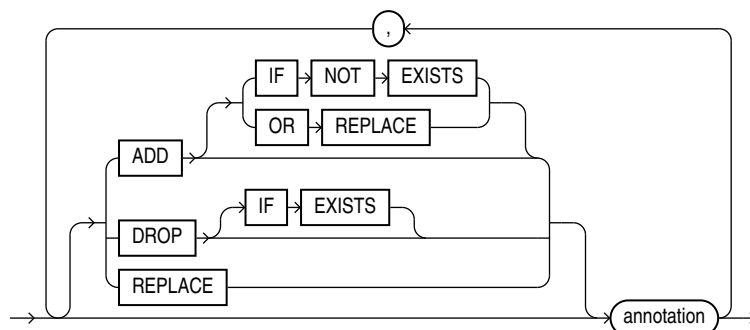 ,
IF NOT EXISTS
OR REPLACE
ADD
IF EXISTS
DROP
REPLACE
annotation